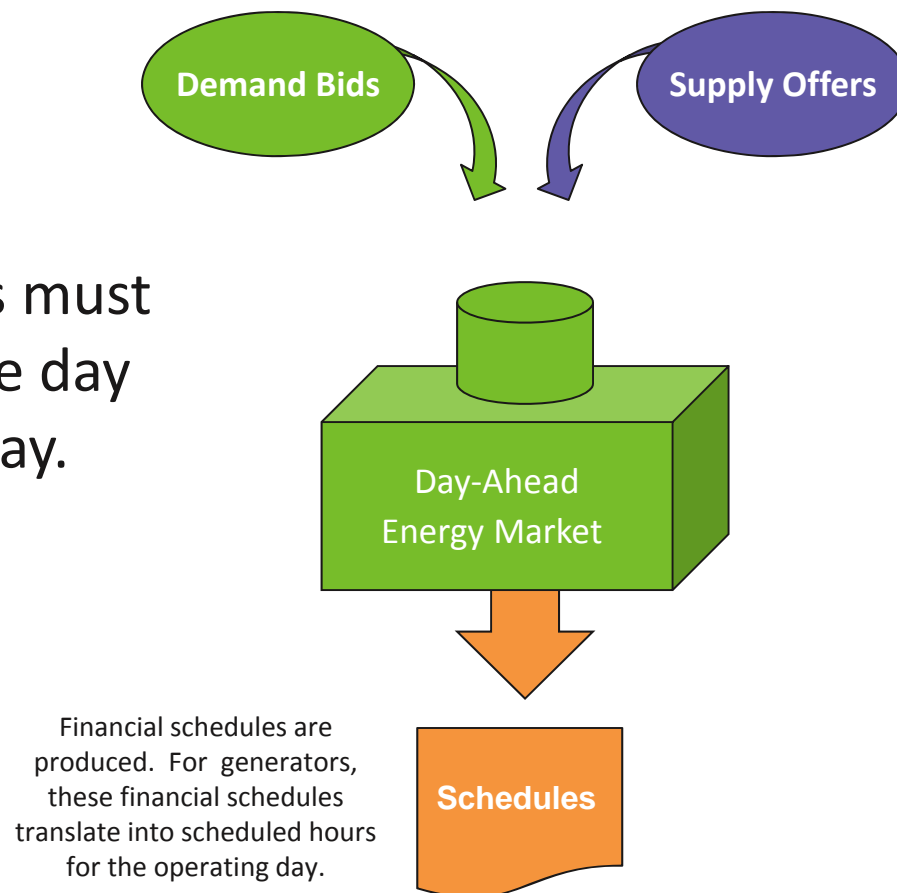 Demand Bids
Supply Offers
s must
e day
ay.
Day-Ahead
Energy Market
Financial schedules are
produced.  For  generators,
these financial schedules
translate into scheduled hours
for the operating day.
Schedules